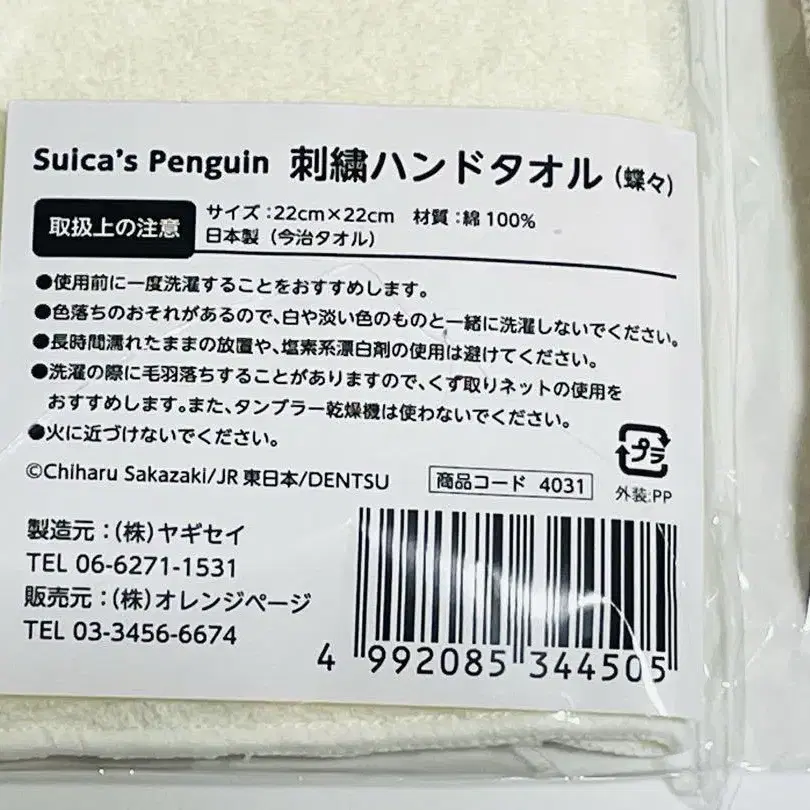 Suica's Penguin 刺繍ハンドタオル（蝶々）
取扱上の注意
サイズ：22cm×22cm 材質：綿100%
日本製（今治タオル）
●使用前に一度洗濯することをおすすめします。
●色落ちのおそれがあるので、白や淡い色のものと一緒に洗濯しないでください。
●長時間濡れたままの放置や、塩素系漂白剤の使用は避けてください。
●洗濯の際に毛羽落ちすることがありますので、くず取りネットの使用を
おすすめします。また、タンブラー乾燥機は使わないでください。
●火に近づけないでください。
©Chiharu Sakazaki/JR東日本/DENTSU
商品コード 4031
プラ
外装:PP
製造元：（株）ヤギセイ
TEL 06-6271-1531
販売元：（株）オレンジページ
TEL 03-3456-6674
4 992085 344505